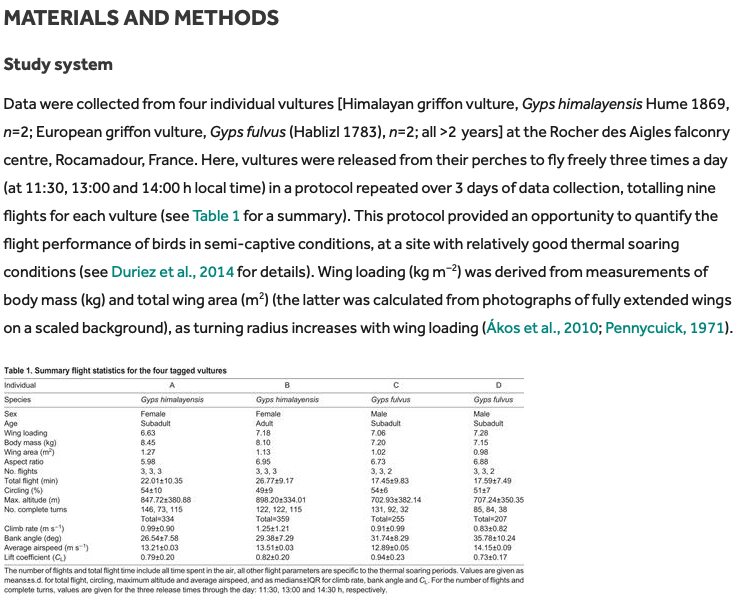 MATERIALS AND METHODS
Study system
Data were collected from four individual vultures [Himalayan griffon vulture, Gyps himalayensis Hume 1869,
n=2; European griffon vulture, Gyps fulvus (Hablizl 1783), n=2; all >2 years] at the Rocher des Aigles falconry
centre, Rocamadour, France. Here, vultures were released from their perches to fly freely three times a day
(at 11:30, 13:00 and 14:00 h local time) in a protocol repeated over 3 days of data collection, totalling nine
flights for each vulture (see Table 1 for a summary). This protocol provided an opportunity to quantify the
flight performance of birds in semi-captive conditions, at a site with relatively good thermal soaring
conditions (see Duriez et al., 2014 for details). Wing loading (kg m−2) was derived from measurements of
body mass (kg) and total wing area (m2) (the latter was calculated from photographs of fully extended wings
on a scaled background), as turning radius increases with wing loading (Ákos et al., 2010; Pennycuick, 1971).
Table 1. Summary flight statistics for the four tagged vultures
Individual A B C D
Species Gyps himalayensis Gyps himalayensis Gyps fulvus Gyps fulvus
Sex Female Female Male Male
Age Subadult Adult Subadult Subadult
Wing loading 6.63 7.18 7.06 7.28
Body mass (kg) 8.45 8.10 7.20 7.15
Wing area (m2) 1.27 1.13 1.02 0.98
Aspect ratio 5.98 6.95 6.73 6.88
No. flights 3, 3, 3 3, 3, 3 3, 3, 2 3, 3, 2
Total flight (min) 22.01±10.35 26.77±9.17 17.45±9.83 17.59±7.49
Circling (%) 54±10 49±9 54±6 51±7
Max. altitude (m) 847.72±380.88 898.20±334.01 702.93±382.14 707.24±350.35
No. complete turns 146, 73, 115 122, 122, 115 131, 92, 32 85, 84, 38
Total=334 Total=359 Total=255 Total=207
Climb rate (m s−1) 0.99±0.90 1.25±1.21 0.91±0.99 0.83±0.82
Bank angle (deg) 26.54±7.58 29.38±7.29 31.74±8.29 35.78±10.24
Average airspeed (m s−1) 13.21±0.03 13.51±0.03 12.89±0.05 14.15±0.09
Lift coefficient (CL) 0.79±0.20 0.82±0.20 0.94±0.23 0.73±0.17
The number of flights and total flight time include all time spent in the air, all other flight parameters are specific to the thermal soaring periods. Values are given as
means±s.d. for total flight, circling, maximum altitude and average airspeed, and as medians±IQR for climb rate, bank angle and CL. For the number of flights and
complete turns, values are given for the three release times through the day: 11:30, 13:00 and 14:30 h, respectively.